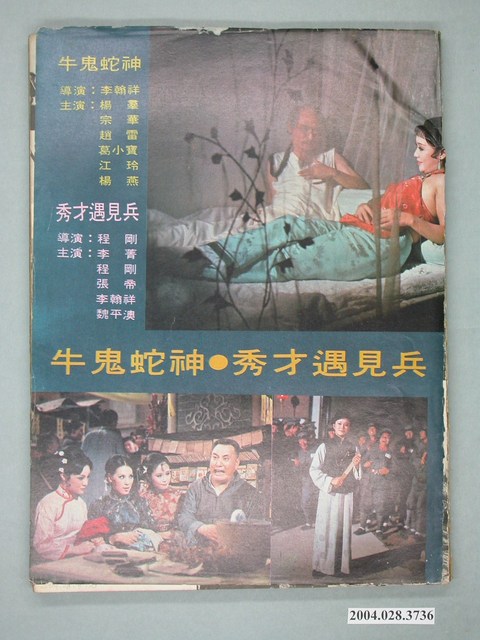 牛鬼蛇神
導演：李翰祥
主演：楊羣
宗華
趙雷
葛小寶
江玲
楊燕
秀才遇見兵
導演：程剛
主演：李菁
程剛
張帝
李翰祥
魏平澳
牛鬼蛇神●秀才遇見兵
2004.028.3736